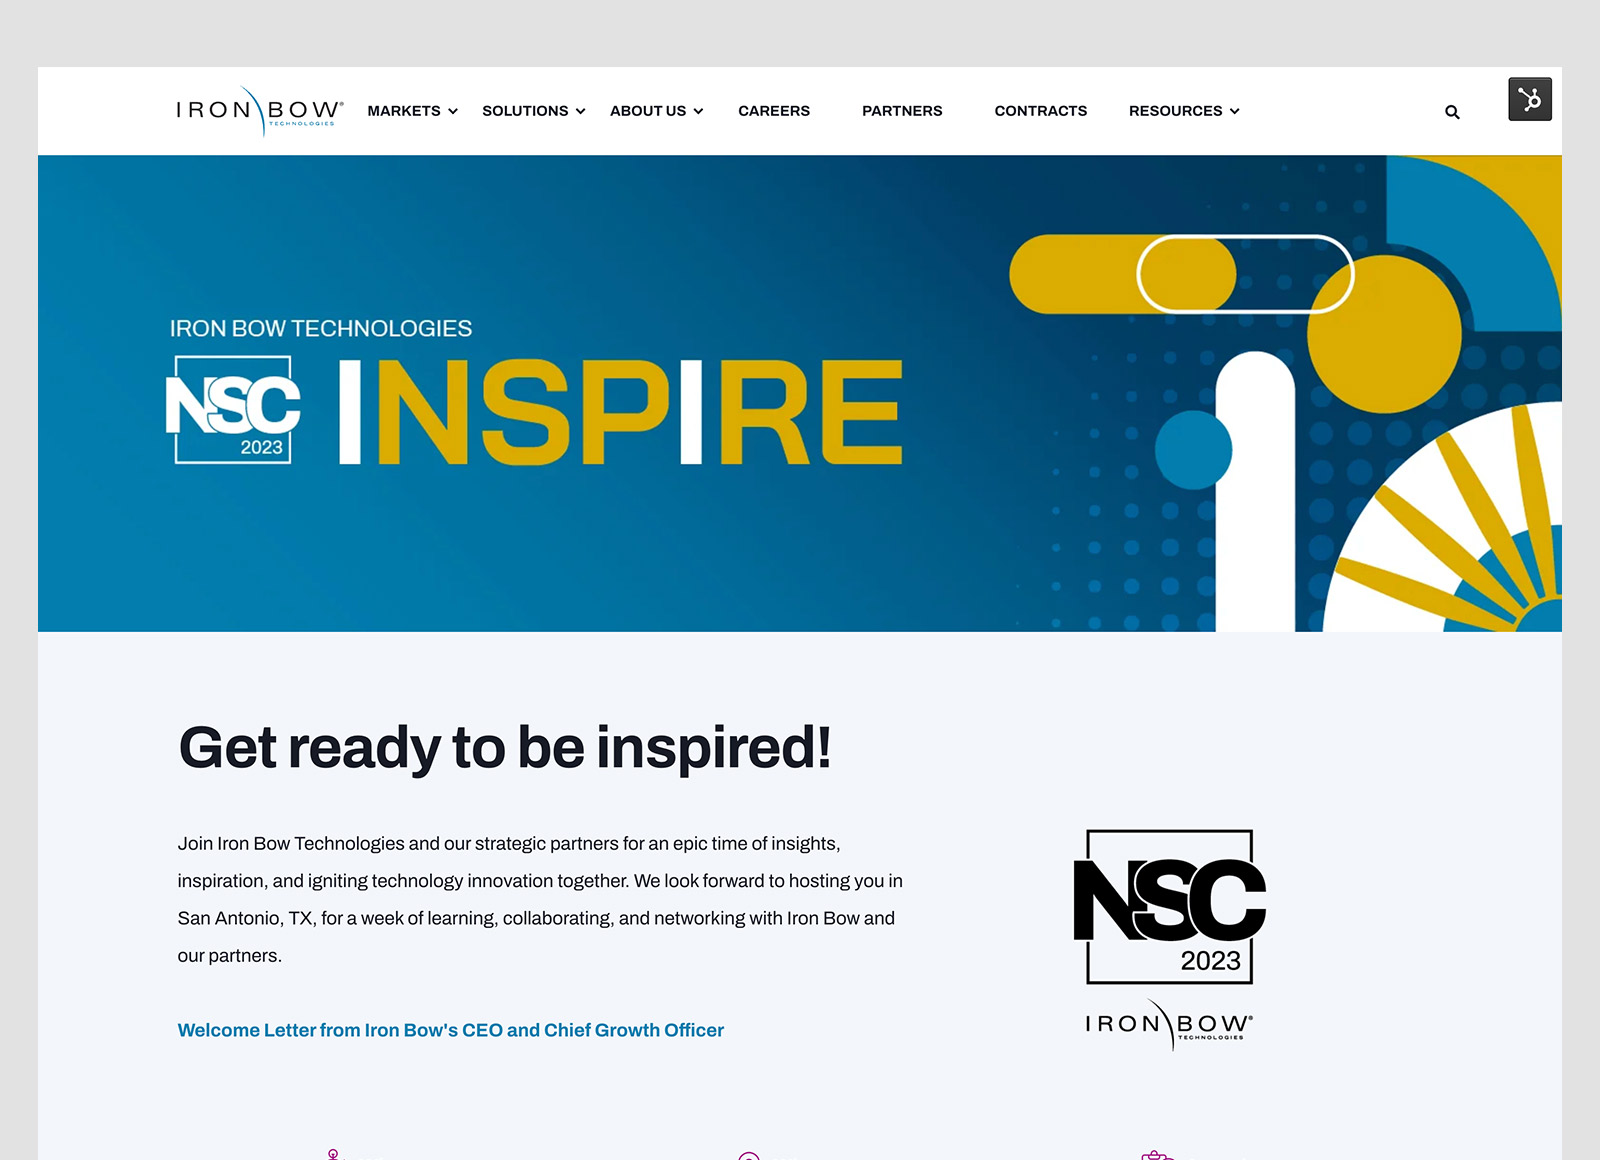 IRON BOW®
TECHNOLOGIES
MARKETS
SOLUTIONS
ABOUT US
CAREERS
PARTNERS
CONTRACTS
RESOURCES
IRON BOW TECHNOLOGIES
NSC
2023
INSPIRE
Get ready to be inspired!
Join Iron Bow Technologies and our strategic partners for an epic time of insights,
inspiration, and igniting technology innovation together. We look forward to hosting you in
San Antonio, TX, for a week of learning, collaborating, and networking with Iron Bow and
our partners.
Welcome Letter from Iron Bow's CEO and Chief Growth Officer
NSC
2023
IRON BOW®
TECHNOLOGIES